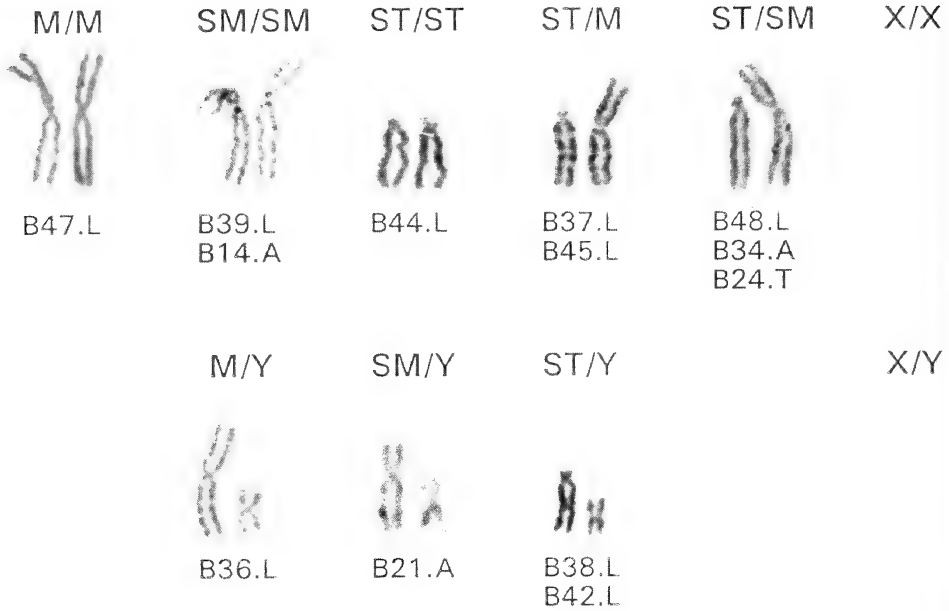 M/M SM/SM ST/ST ST/M ST/SM X/X
B47.L B39.L B44.L B37.L B48.L
B14.A B45.L B34.A
B24.T
M/Y SM/Y ST/Y X/Y
B36.L B21.A B38.L
B42.L